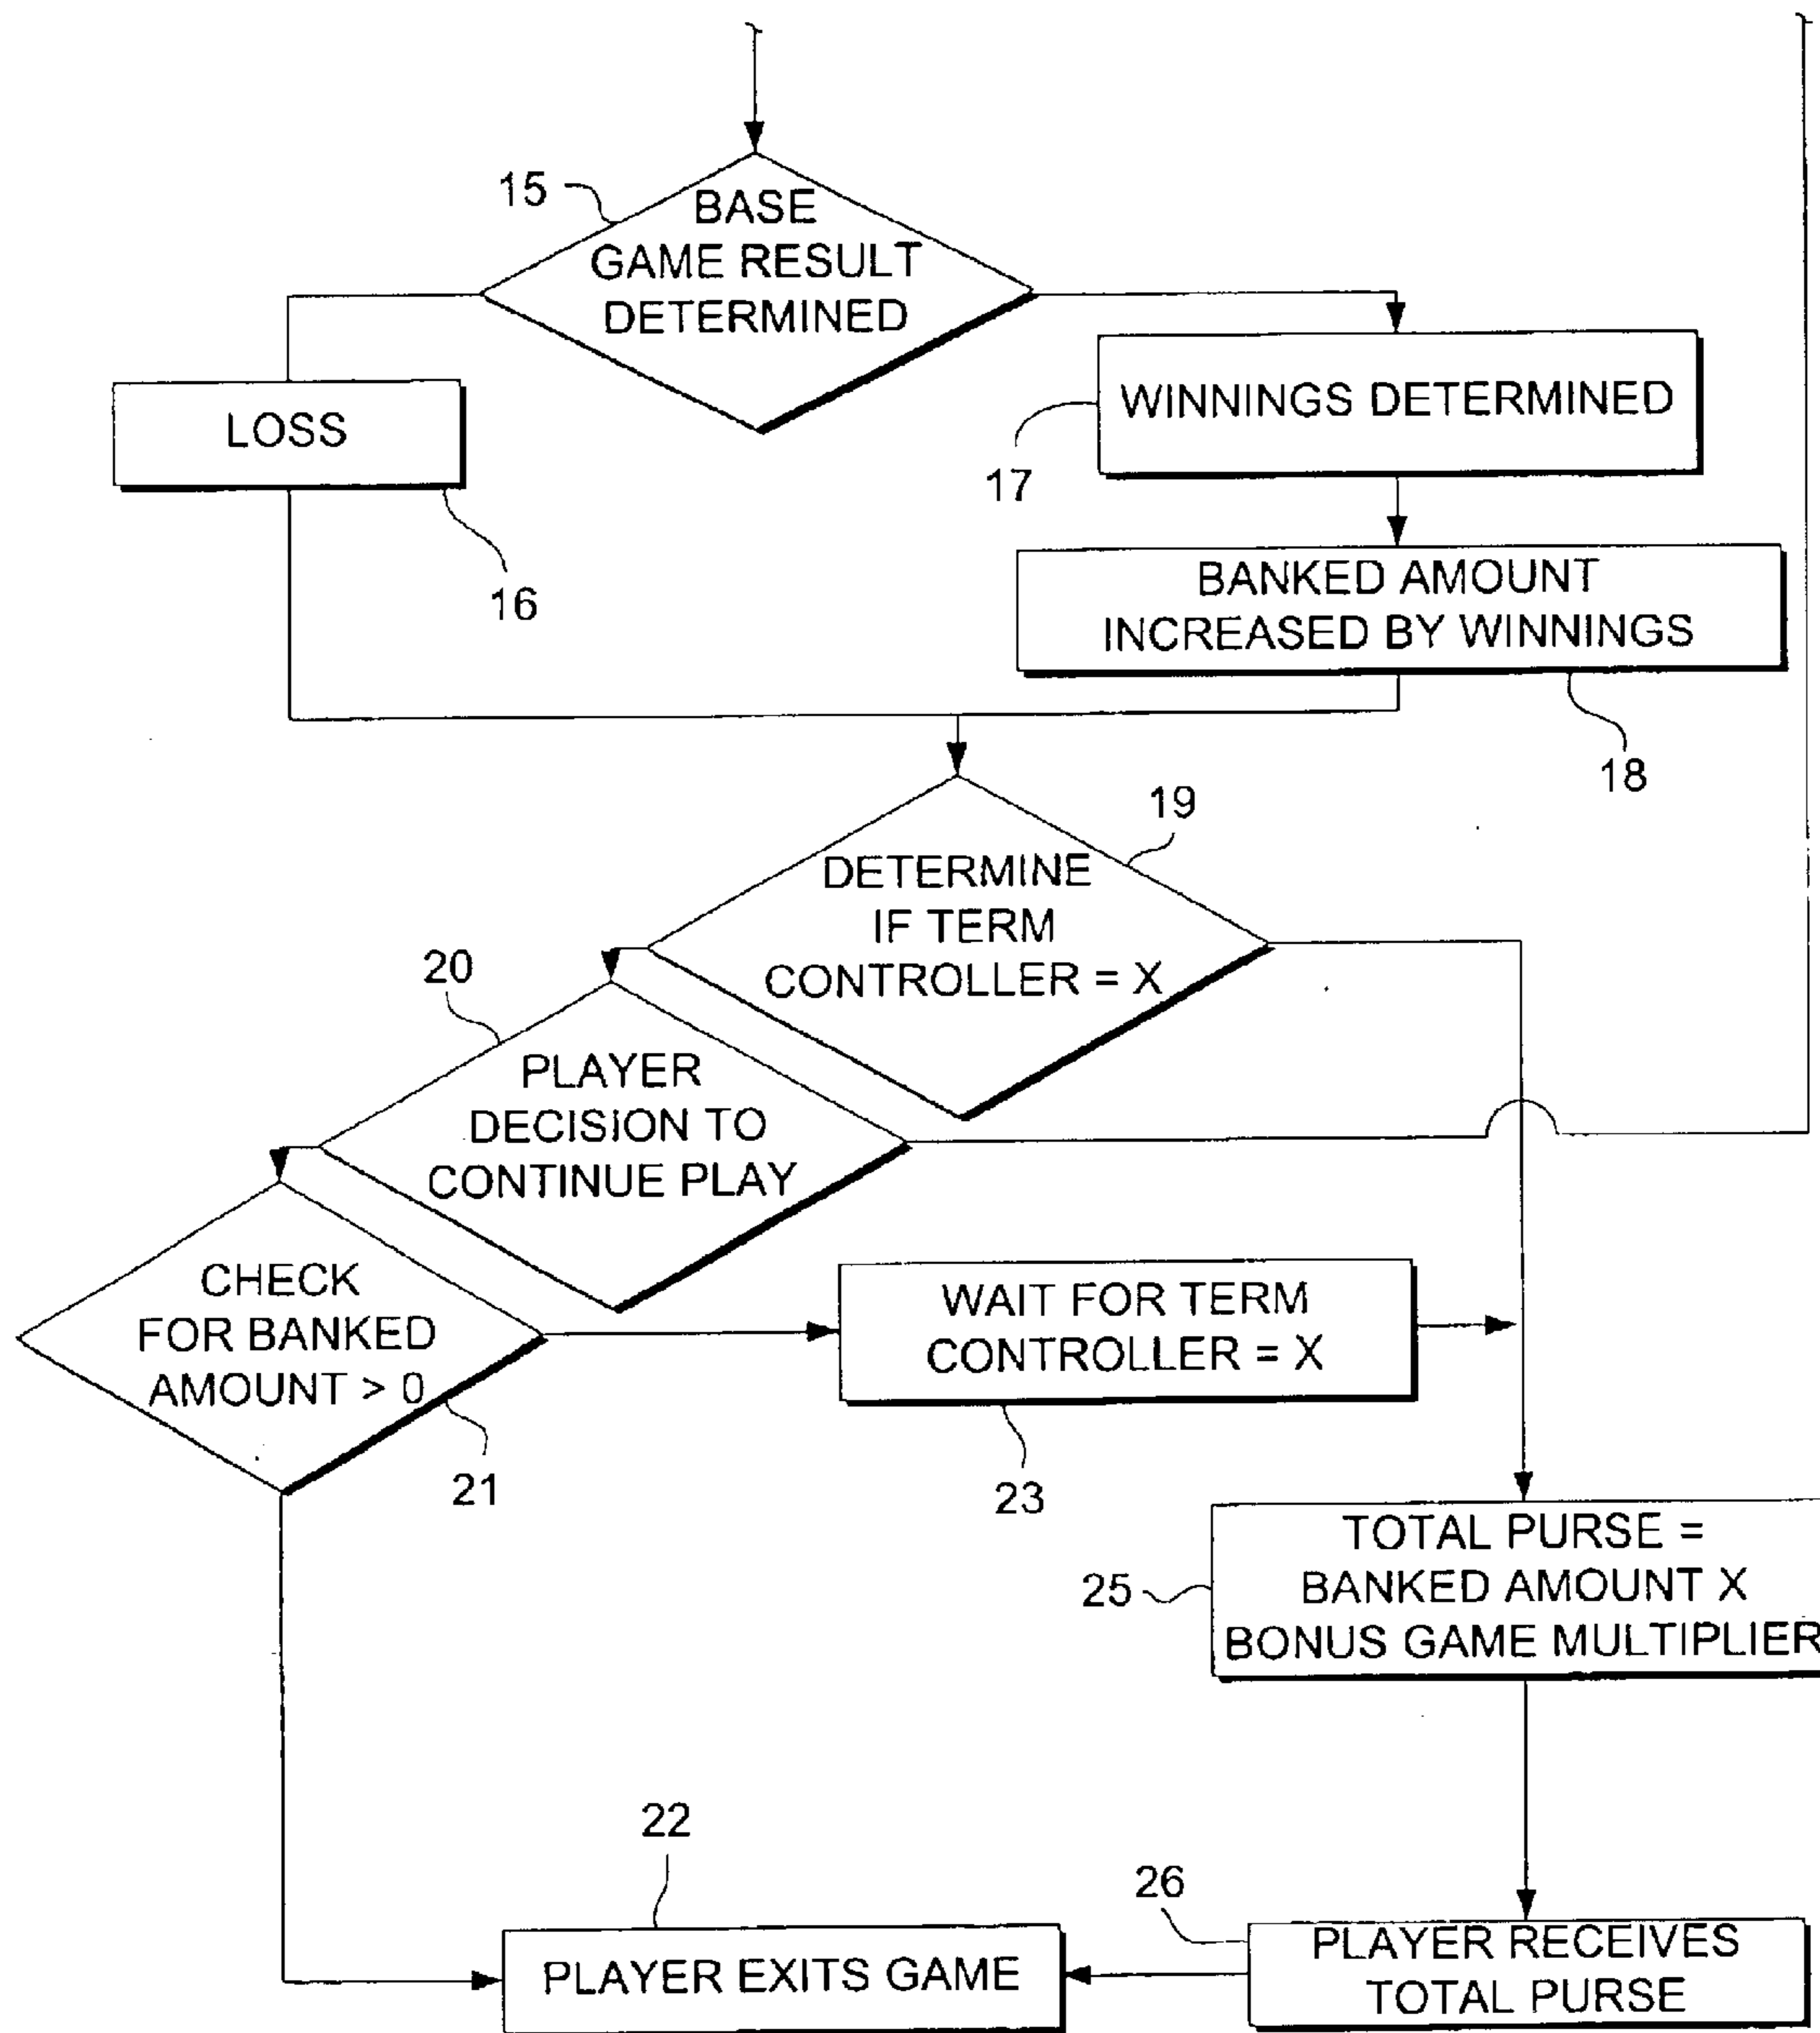 15
BASE
GAME RESULT
DETERMINED
LOSS
16
WINNINGS DETERMINED
17
BANKED AMOUNT
INCREASED BY WINNINGS
18
19
DETERMINE
IF TERM
CONTROLLER = X
20
PLAYER
DECISION TO
CONTINUE PLAY
CHECK
FOR BANKED
AMOUNT > 0
21
WAIT FOR TERM
CONTROLLER = X
23
TOTAL PURSE =
BANKED AMOUNT X
BONUS GAME MULTIPLIER
25
22
PLAYER EXITS GAME
26
PLAYER RECEIVES
TOTAL PURSE